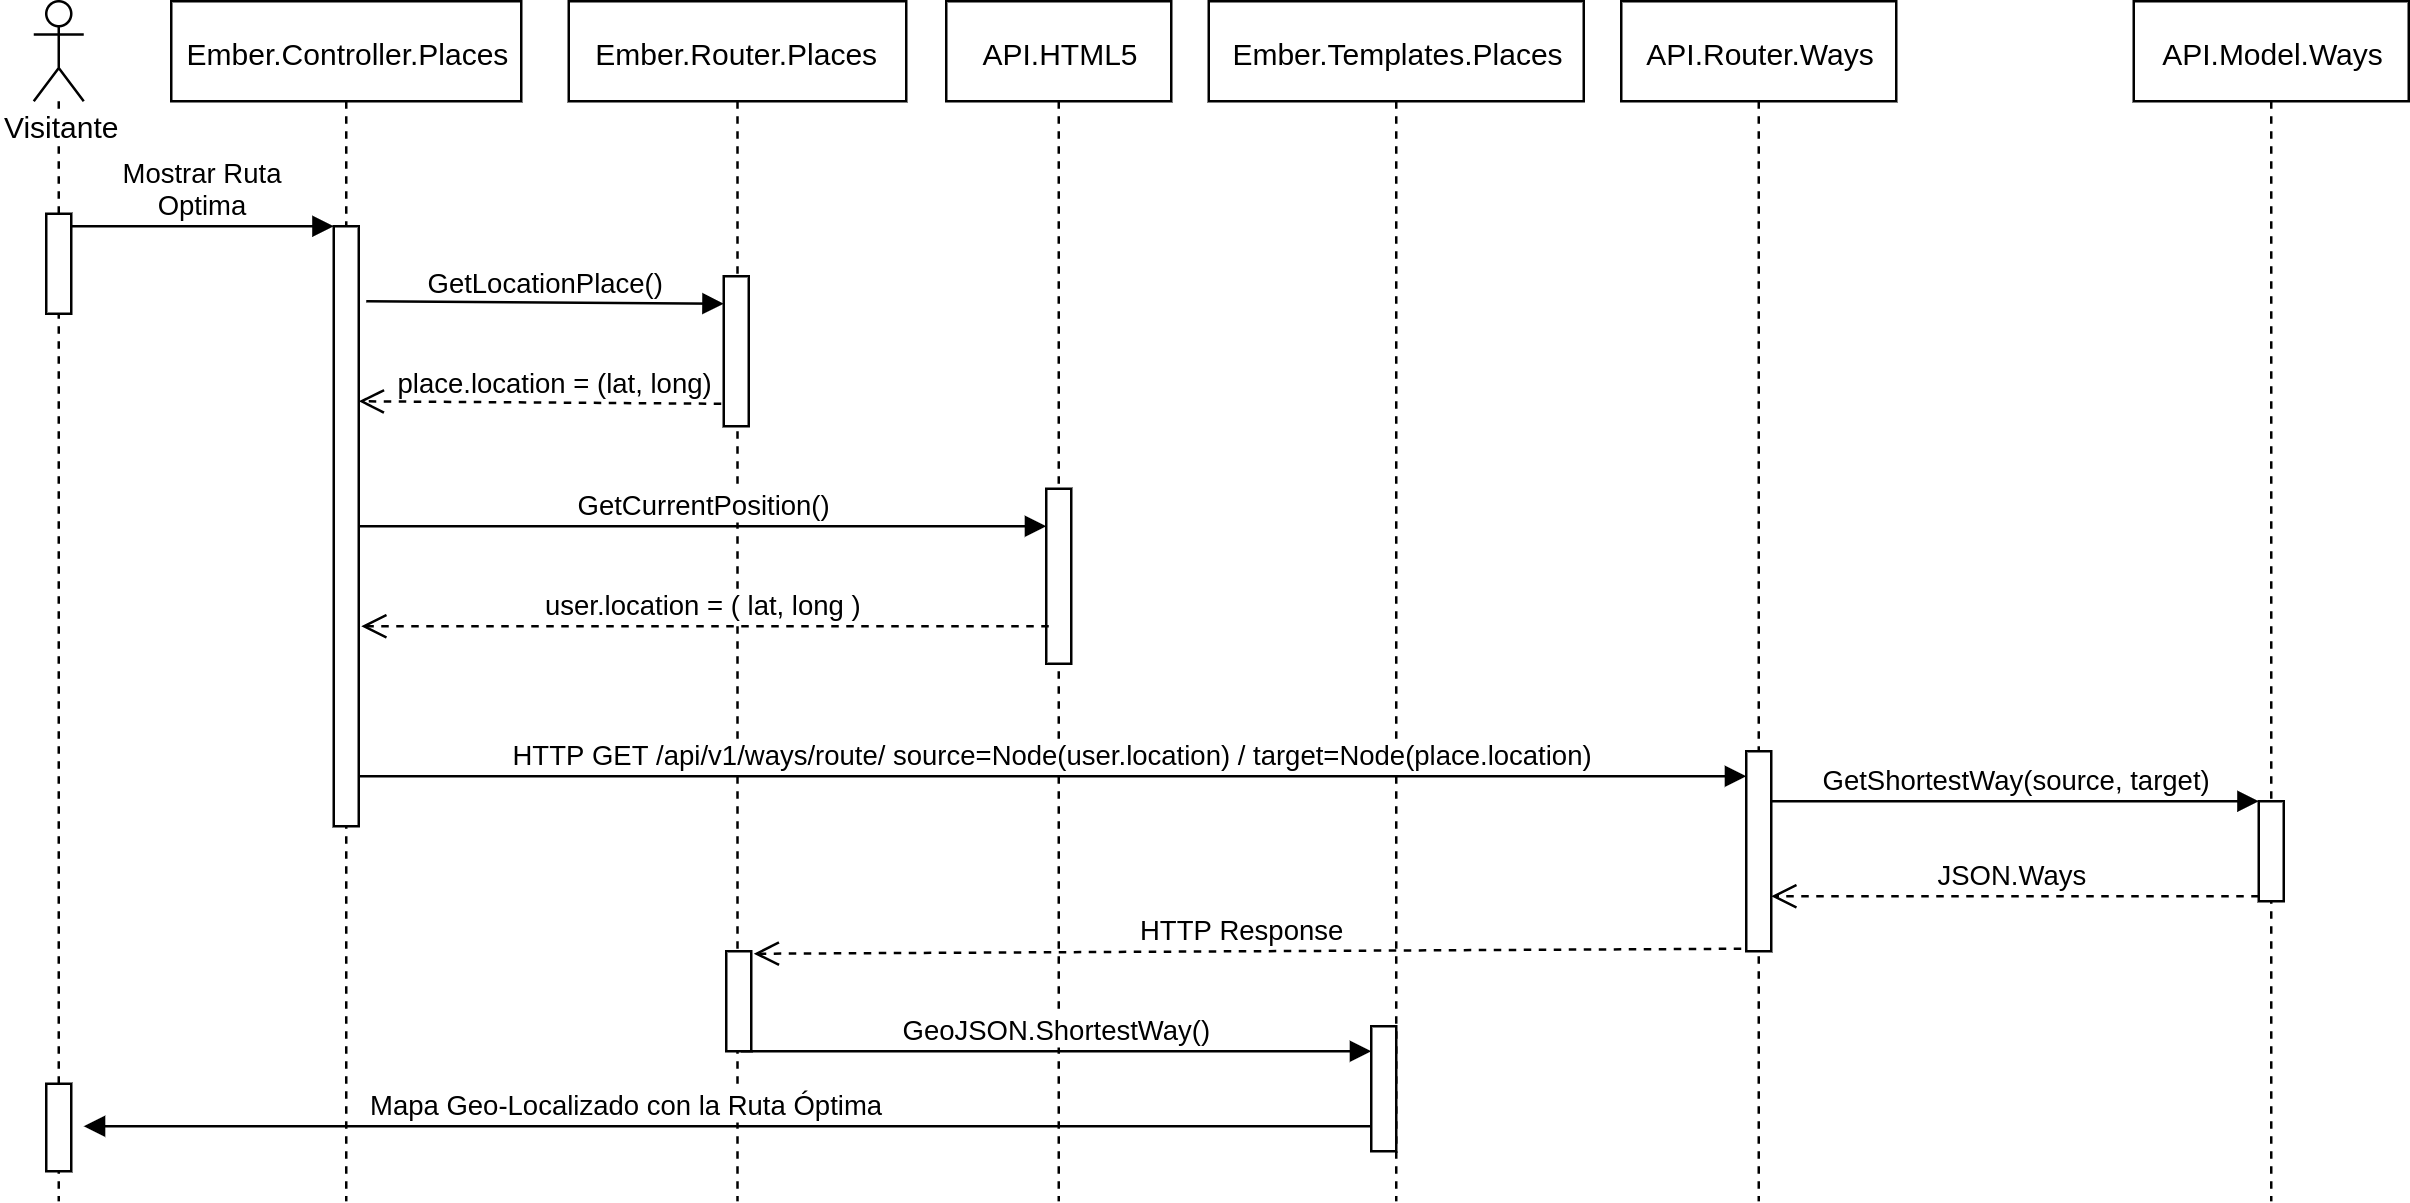 Ember.Controller.Places
Ember.Router.Places
API.HTML5
Ember.Templates.Places
API.Router.Ways
API.Model.Ways
Visitante
Mostrar Ruta
Optima
GetLocationPlace()
place.location = (lat, long)
GetCurrentPosition()
user.location = ( lat, long )
HTTP GET /api/v1/ways/route/ source=Node(user.location) / target=Node(place.location)
GetShortestWay(source, target)
JSON.Ways
HTTP Response
GeoJSON.ShortestWay()
Mapa Geo-Localizado con la Ruta Óptima